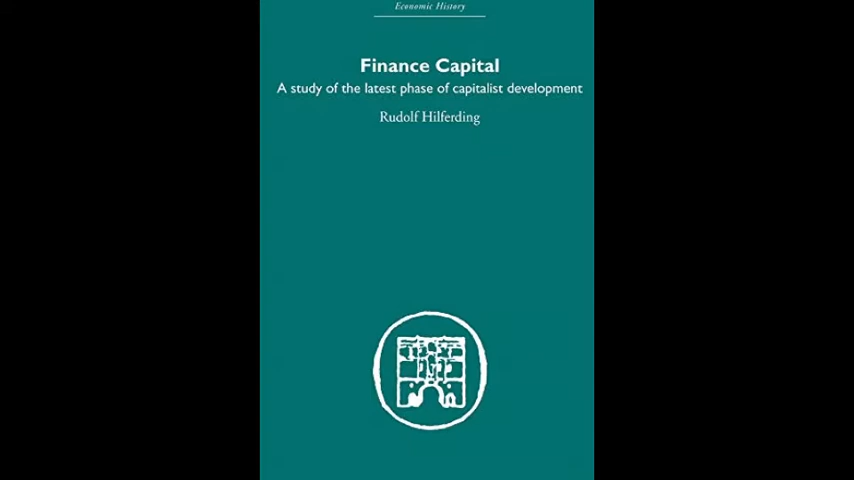 Economic History
Finance Capital
A study of the latest phase of capitalist development
Rudolf Hilferding